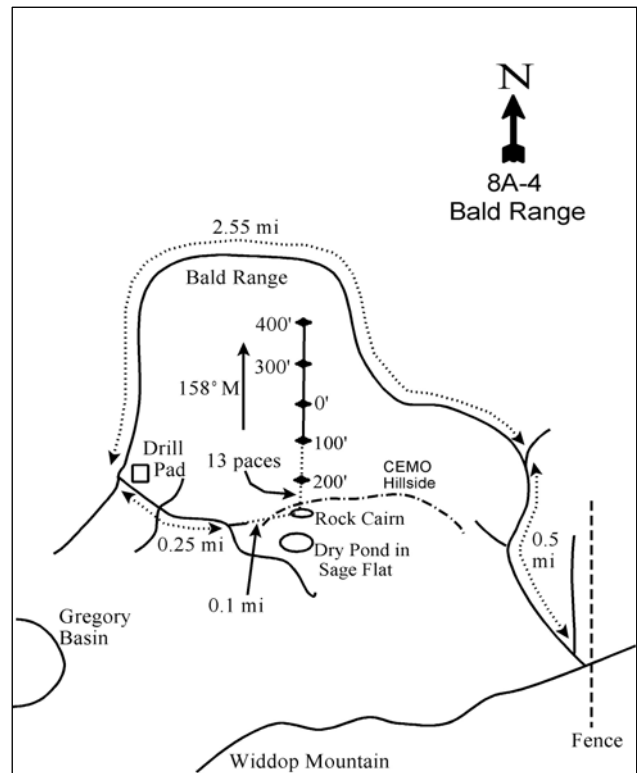 N
8A-4
Bald Range
2.55 mi
Bald Range
400'
300'
158° M
0'
100'
13 paces
200'
Drill
Pad
CEMO
Hillside
Rock Cairn
0.25 mi
Dry Pond in
Sage Flat
0.1 mi
0.5
mi
Gregory
Basin
Fence
Widdop Mountain